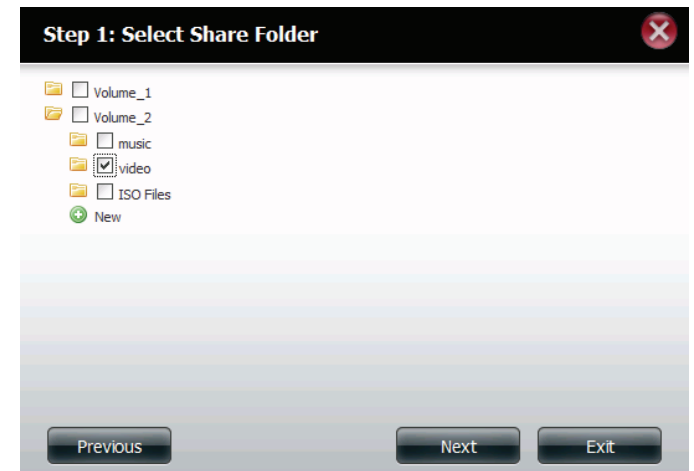 Step 1: Select Share Folder
Volume_1
Volume_2
music
video
ISO Files
New
Previous Next Exit